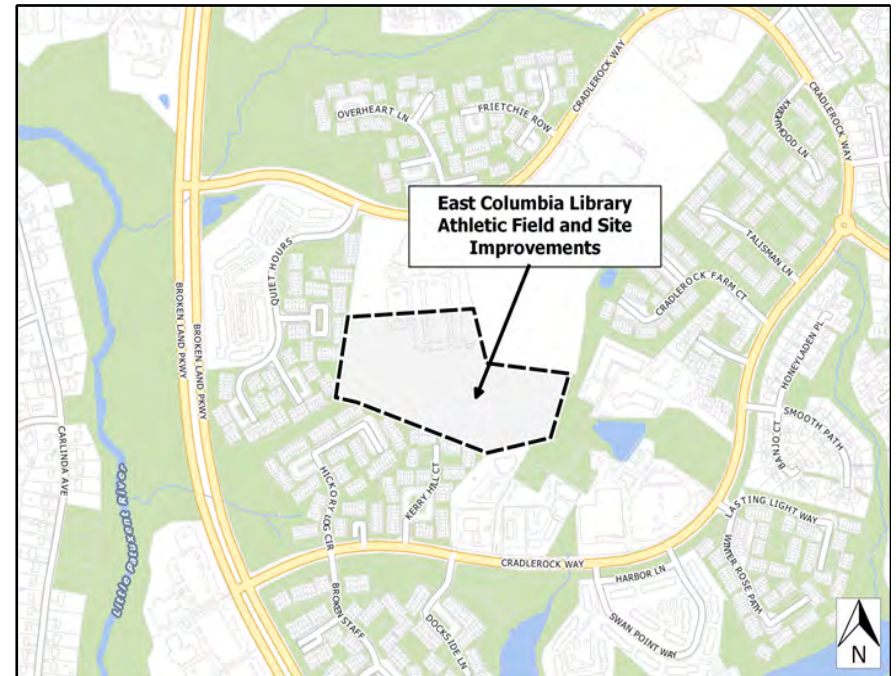 OVERHEART LN
FRIETCHIE ROW
CRADLEROCK WAY
CRADLEROCK WAY
TALISMAN LN
East Columbia Library
Athletic Field and Site
Improvements
QUIET HOURS
CRADLEROCK FARM CT
BROKEN LAND PKWY
BROKEN LAND PKWY
HONEYLADEN PL
SMOOTH PATH
BANJO CT
CARLINDA AVE
Little Patuxent River
HICKORY LOG CIR
KERRY HILL CT
LASTING LIGHT WAY
WINTER ROSE PATH
CRADLEROCK WAY
HARBOR LN
SWAN POINT WAY
BROKEN STAFF
DOCKSIDE LN
N